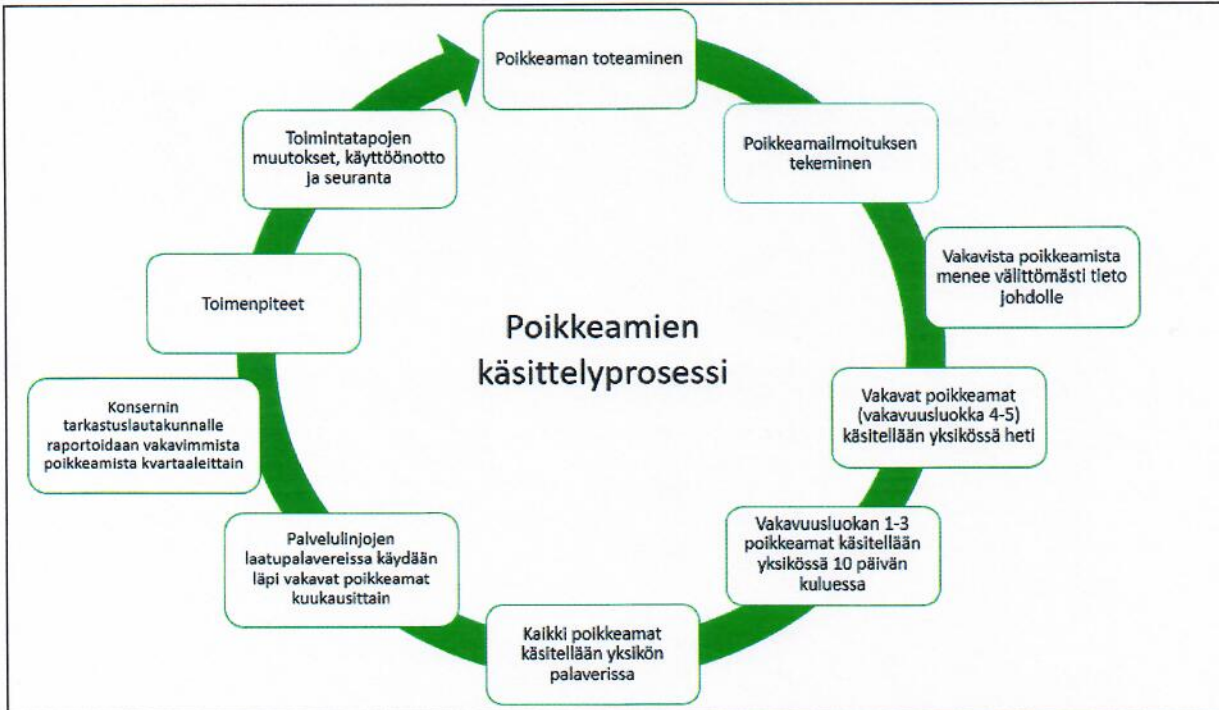 Poikkeaman toteaminen
Poikkeamailmoituksen
tekeminen
Vakavista poikkeamista
menee välittömästi tieto
johdolle
Vakavat poikkeamat
(vakavuusluokka 4-5)
käsitellään yksikössä heti
Vakavuusluokan 1-3
poikkeamat käsitellään
yksikössä 10 päivän
kuluessa
Kaikki poikkeamat
käsitellään yksikön
palaverissa
Palvelulinjojen
laatupalavereissa käydään
läpi vakavat poikkeamat
kuukausittain
Konsernin
tarkastuslautakunnalle
raportoidaan vakavimmista
poikkeamista kvartaaleittain
Toimenpiteet
Toimintatapojen
muutokset, käyttöönotto
ja seuranta
Poikkeamien
käsittelyprosessi